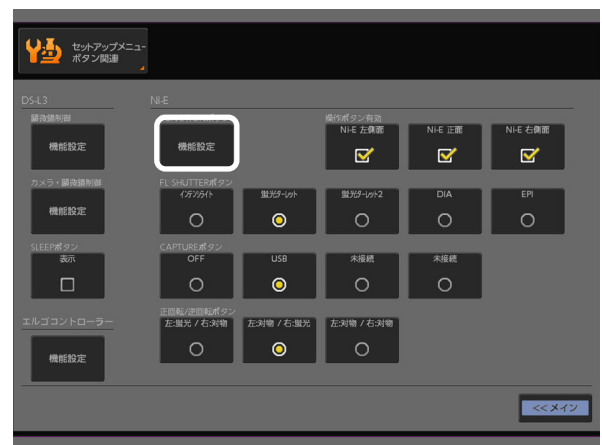 セットアップメニュー
ボタン関連
DS-L3
Ni-E
顕微鏡制御
機能設定
機能設定
操作ボタン有効
Ni-E 左側面
Ni-E 正面
Ni-E 右側面
カメラ・顕微鏡制御
機能設定
FL SHUTTERボタン
インテンシライト
蛍光ターレット
蛍光ターレット2
DIA
EPI
SLEEPボタン
表示
CAPTUREボタン
OFF
USB
未接続
未接続
エルゴコントローラー
機能設定
正回転/逆回転ボタン
左:蛍光 / 右:対物
左:対物 / 右:蛍光
左:対物 / 右:対物
<< メイン